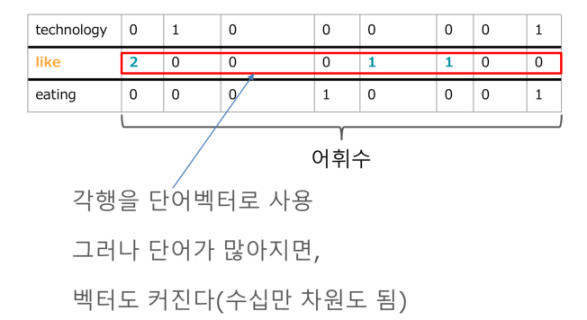 technology 0 1 0 0 0 0 0 1
like 2 0 0 0 1 1 0 0
eating 0 0 0 1 0 0 0 1
어휘수
각행을 단어벡터로 사용
그러나 단어가 많아지면,
벡터도 커진다(수십만 차원도 됨)